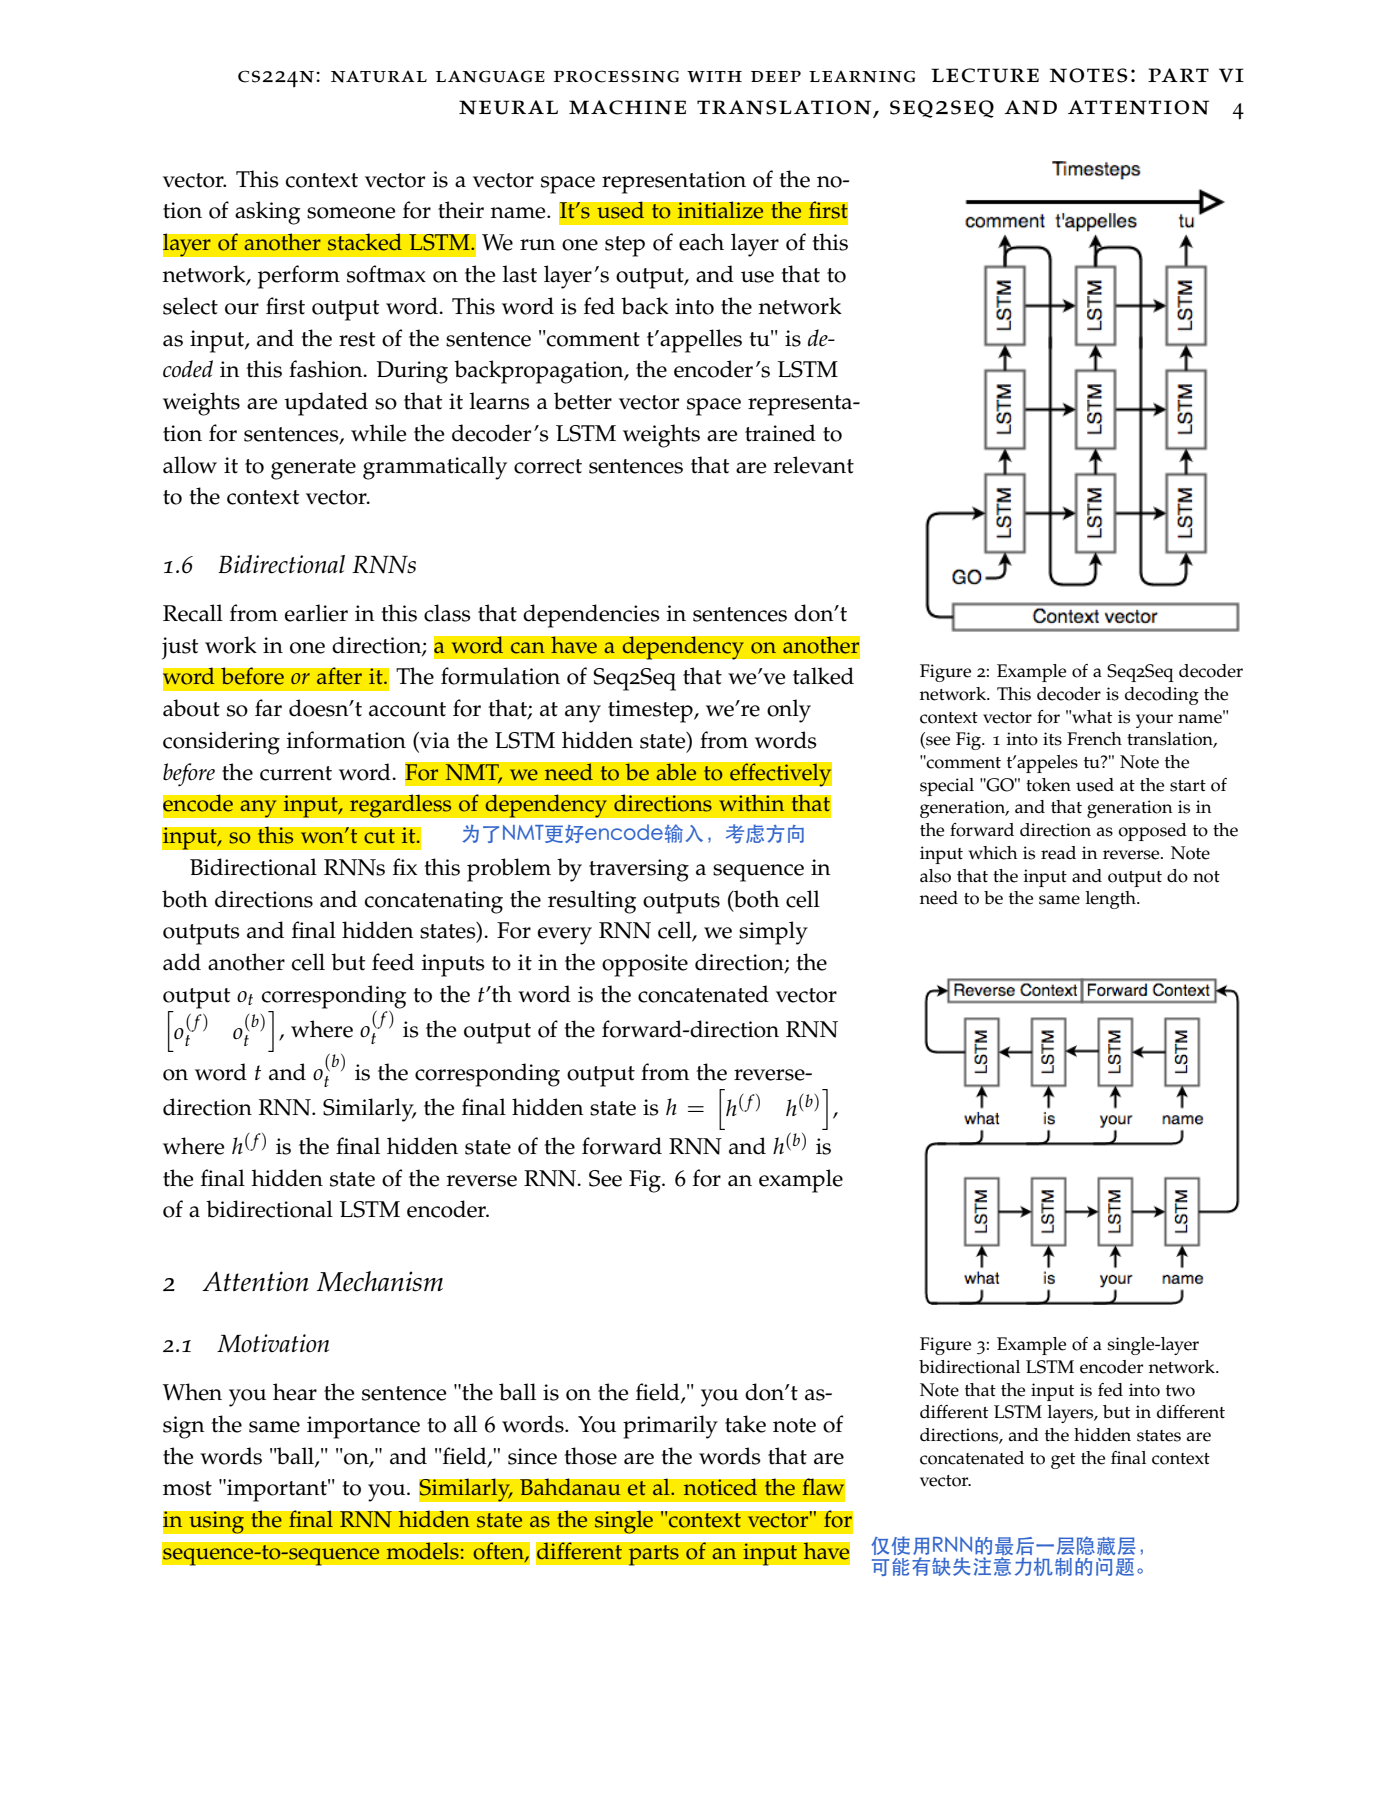 CS224N: NATURAL LANGUAGE PROCESSING WITH DEEP LEARNING LECTURE NOTES: PART VI
NEURAL MACHINE TRANSLATION, SEQ2SEQ AND ATTENTION 4
vector. This context vector is a vector space representation of the no-
tion of asking someone for their name. It's used to initialize the first
layer of another stacked LSTM. We run one step of each layer of this
network, perform softmax on the last layer's output, and use that to
select our first output word. This word is fed back into the network
as input, and the rest of the sentence "comment t'appelles tu" is de-
coded in this fashion. During backpropagation, the encoder's LSTM
weights are updated so that it learns a better vector space representa-
tion for sentences, while the decoder's LSTM weights are trained to
allow it to generate grammatically correct sentences that are relevant
to the context vector.
1.6 Bidirectional RNNs
Recall from earlier in this class that dependencies in sentences don't
just work in one direction; a word can have a dependency on another
word before or after it. The formulation of Seq2Seq that we've talked
about so far doesn't account for that; at any timestep, we're only
considering information (via the LSTM hidden state) from words
before the current word. For NMT, we need to be able to effectively
encode any input, regardless of dependency directions within that
input, so this won't cut it. 为了NMT更好encode输入，考虑方向
Bidirectional RNNs fix this problem by traversing a sequence in
both directions and concatenating the resulting outputs (both cell
outputs and final hidden states). For every RNN cell, we simply
add another cell but feed inputs to it in the opposite direction; the
output o_t corresponding to the t'th word is the concatenated vector
[o_t^(f) o_t^(b)], where o_t^(f) is the output of the forward-direction RNN
on word t and o_t^(b) is the corresponding output from the reverse-
direction RNN. Similarly, the final hidden state is h = [h^(f) h^(b)],
where h^(f) is the final hidden state of the forward RNN and h^(b) is
the final hidden state of the reverse RNN. See Fig. 6 for an example
of a bidirectional LSTM encoder.
2 Attention Mechanism
2.1 Motivation
When you hear the sentence "the ball is on the field," you don't as-
sign the same importance to all 6 words. You primarily take note of
the words "ball," "on," and "field," since those are the words that are
most "important" to you. Similarly, Bahdanau et al. noticed the flaw
in using the final RNN hidden state as the single "context vector" for
sequence-to-sequence models: often, different parts of an input have
仅使用RNN的最后一层隐藏层，
可能有缺失注意力机制的问题。
Timesteps
comment t'appelles tu
LSTM LSTM LSTM
LSTM LSTM LSTM
LSTM LSTM LSTM
GO
Context vector
Figure 2: Example of a Seq2Seq decoder
network. This decoder is decoding the
context vector for "what is your name"
(see Fig. 1 into its French translation,
"comment t'appeles tu?" Note the
special "GO" token used at the start of
generation, and that generation is in
the forward direction as opposed to the
input which is read in reverse. Note
also that the input and output do not
need to be the same length.
Reverse Context Forward Context
LSTM LSTM LSTM LSTM
what is your name
LSTM LSTM LSTM LSTM
what is your name
Figure 3: Example of a single-layer
bidirectional LSTM encoder network.
Note that the input is fed into two
different LSTM layers, but in different
directions, and the hidden states are
concatenated to get the final context
vector.